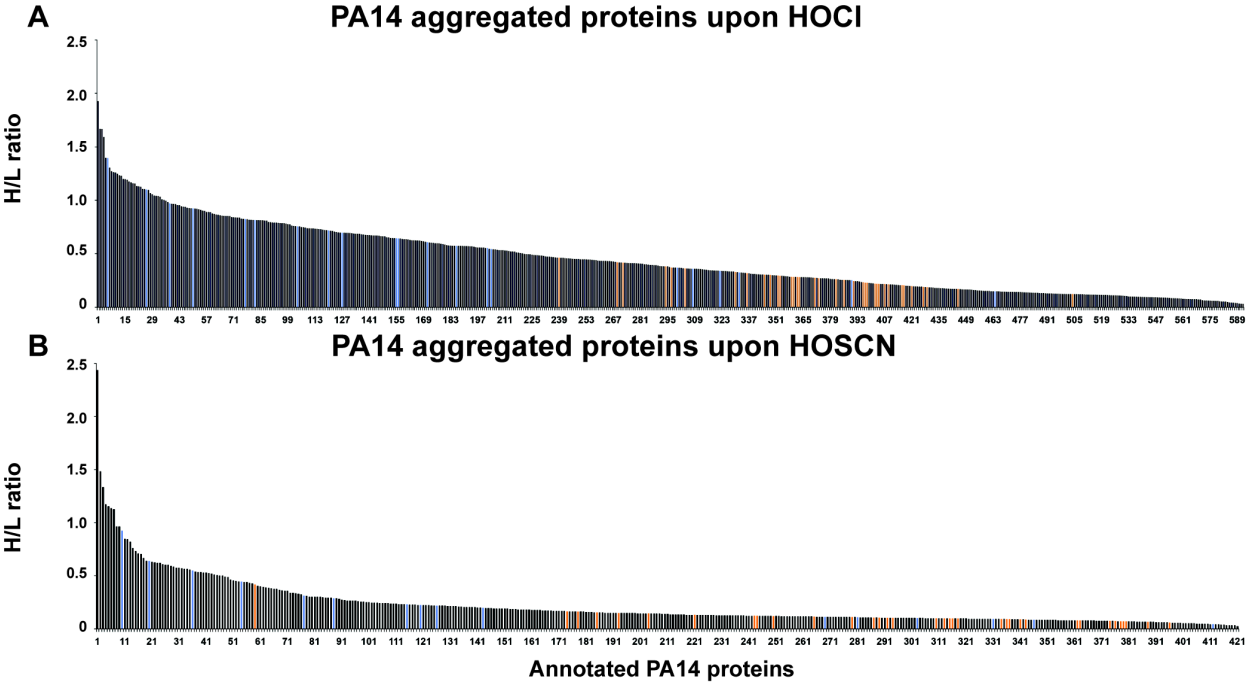 A
PA14 aggregated proteins upon HOCl
H/L ratio
2.5
2.0
1.5
1.0
0.5
0
1 15 29 43 57 71 85 99 113 127 141 155 169 183 197 211 225 239 253 267 281 295 309 323 337 351 365 379 393 407 421 435 449 463 477 491 505 519 533 547 561 575 589
B
PA14 aggregated proteins upon HOSCN
H/L ratio
2.5
2.0
1.5
1.0
0.5
0
1 11 21 31 41 51 61 71 81 91 101 111 121 131 141 151 161 171 181 191 201 211 221 231 241 251 261 271 281 291 301 311 321 331 341 351 361 371 381 391 401 411 421
Annotated PA14 proteins